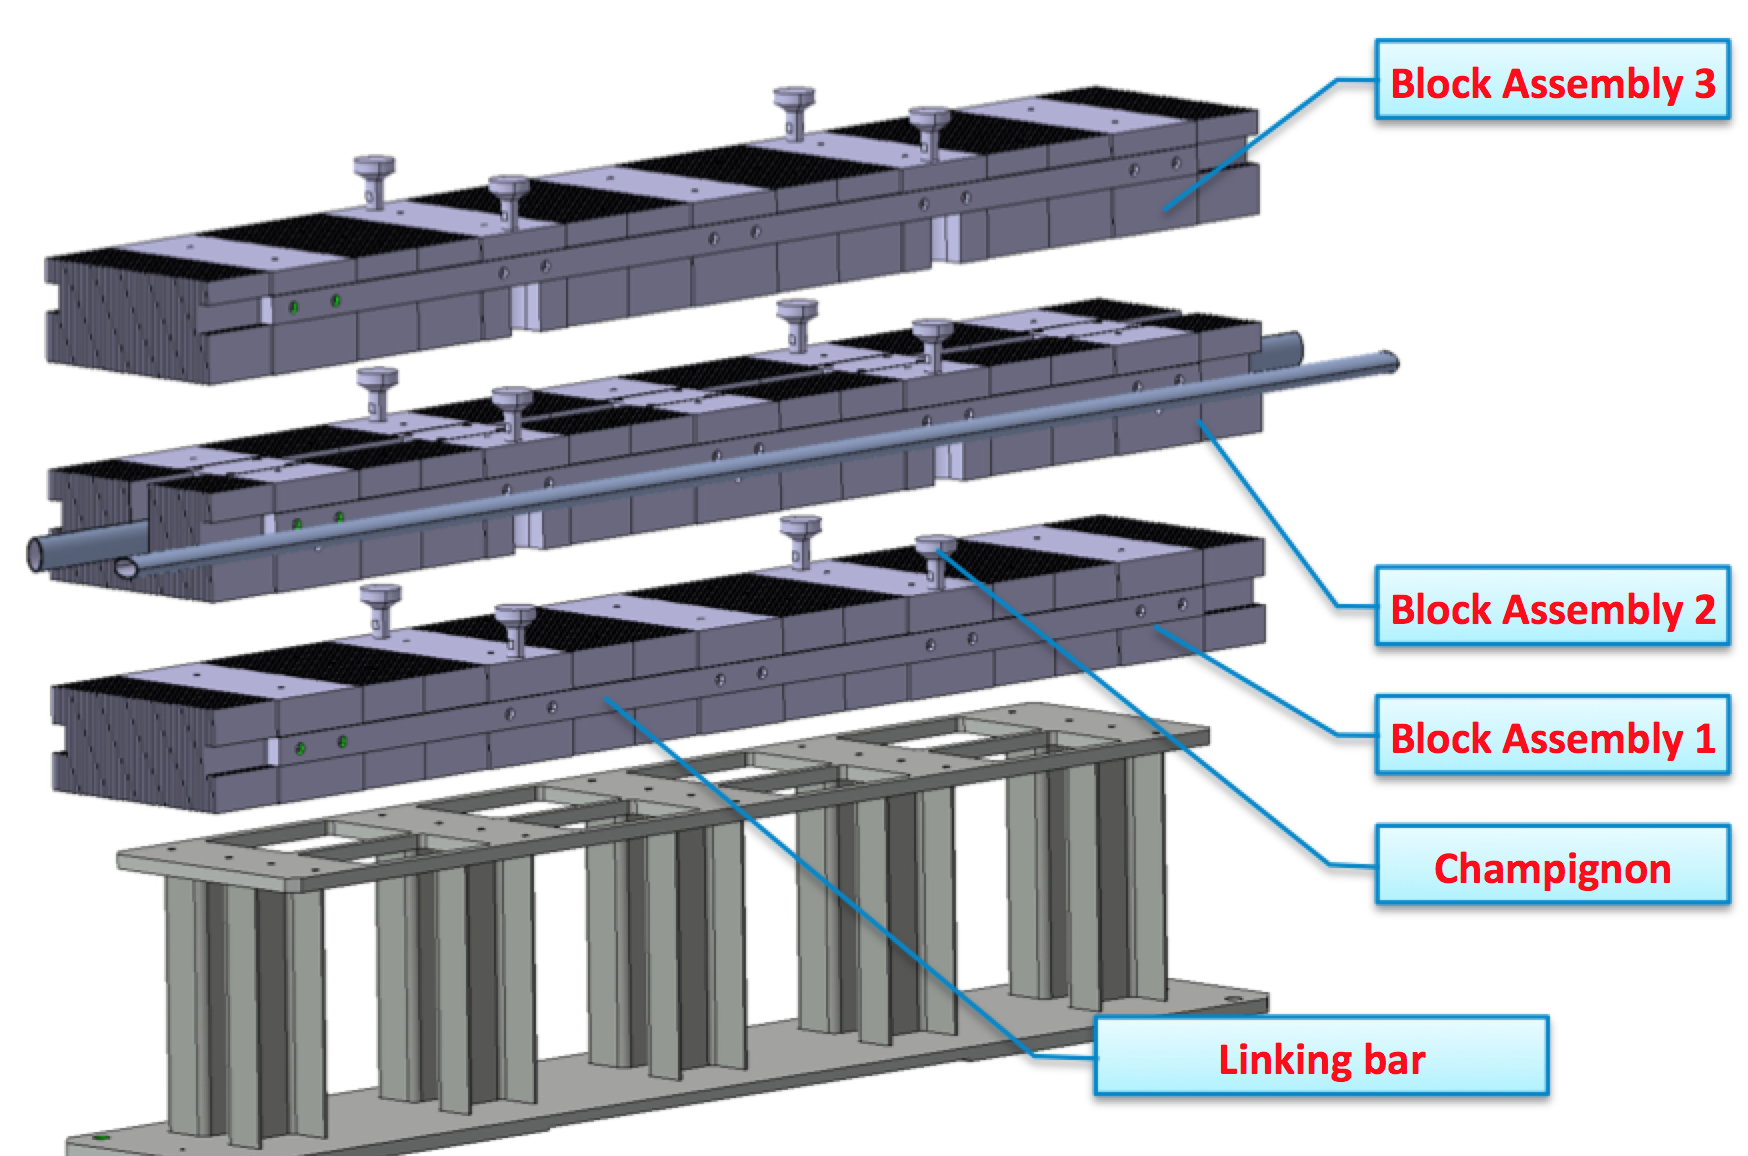 Block Assembly 3
Block Assembly 2
Block Assembly 1
Champignon
Linking bar